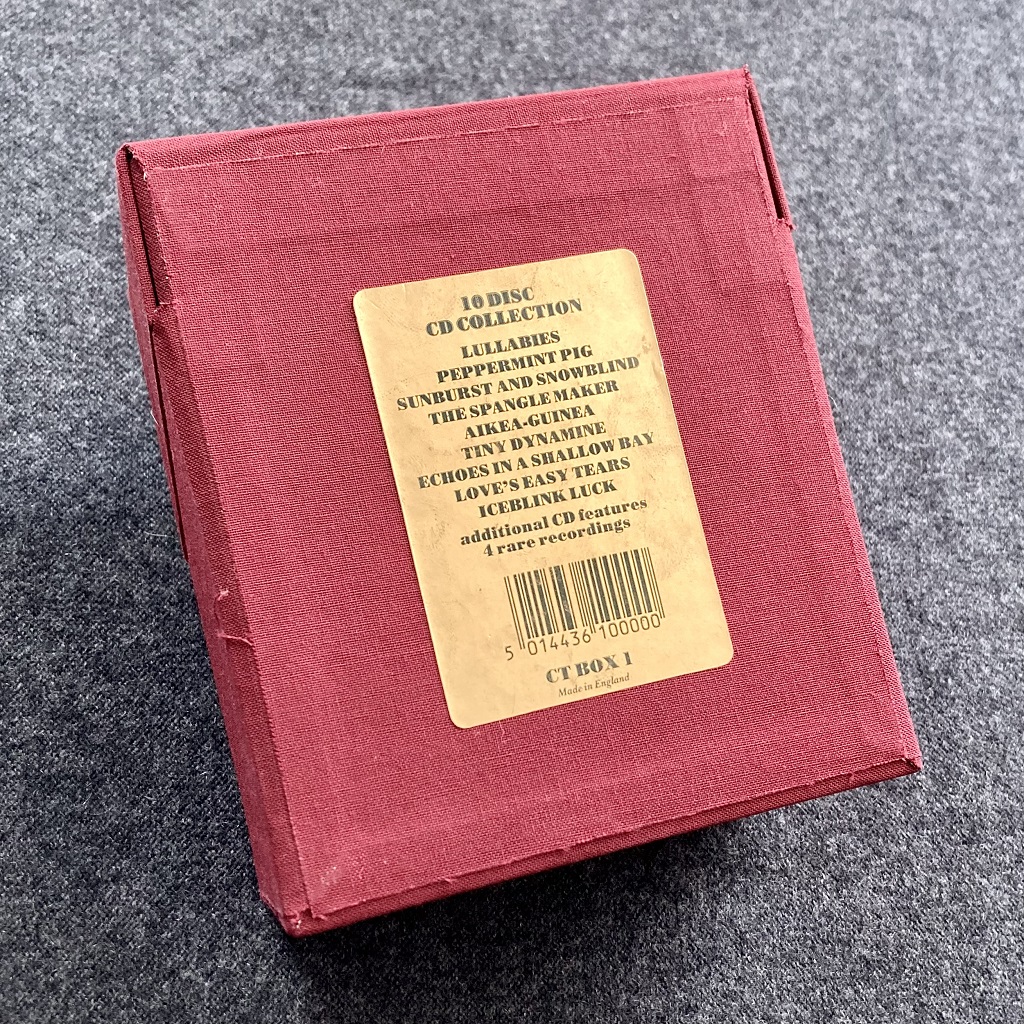 10 DISC
CD COLLECTION
LULLABIES
PEPPERMINT PIG
SUNBURST AND SNOWBLIND
THE SPANGLE MAKER
AIKEA-GUINEA
TINY DYNAMINE
ECHOES IN A SHALLOW BAY
LOVE'S EASY TEARS
ICEBLINK LUCK
additional CD features
4 rare recordings
5 014436 100000
CT BOX 1
Made in England